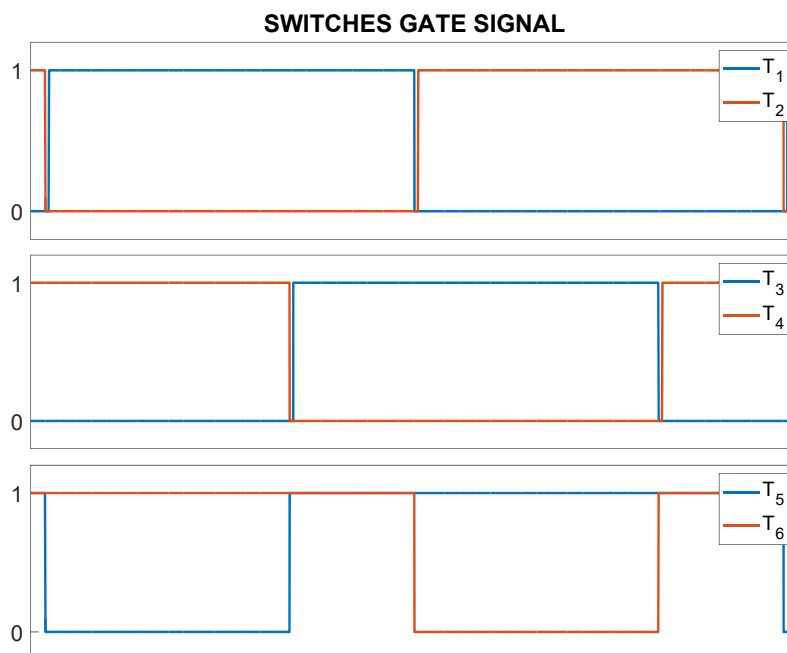 SWITCHES GATE SIGNAL
1
0
T₁
T₂
1
0
T₃
T₄
1
0
T₅
T₆